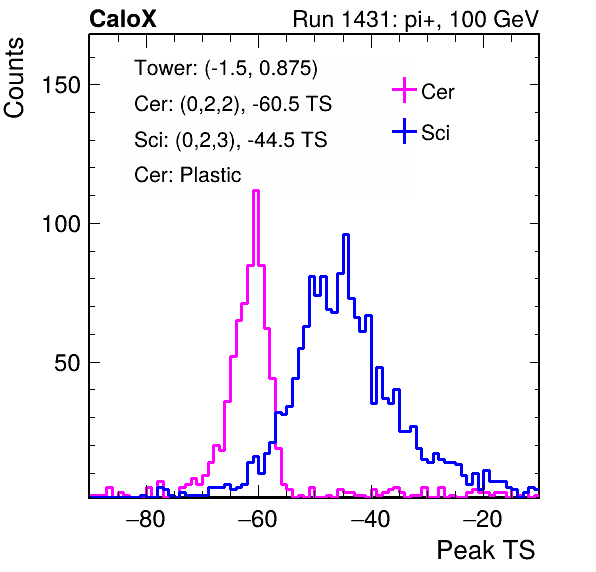 CaloX Run 1431: pi+, 100 GeV
Counts
Tower: (-1.5, 0.875)
Cer: (0,2,2), -60.5 TS
Sci: (0,2,3), -44.5 TS
Cer: Plastic
Cer
Sci
150
100
50
−80 −60 −40 −20
Peak TS